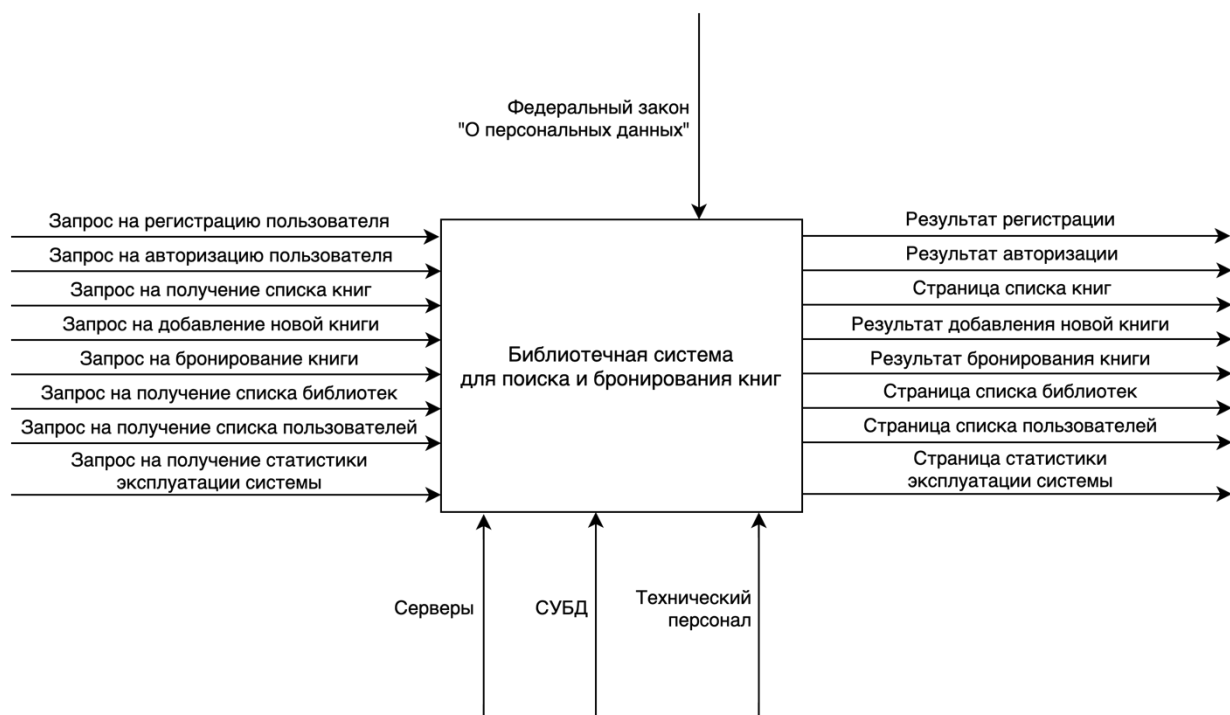 Федеральный закон
"О персональных данных"
Запрос на регистрацию пользователя
Запрос на авторизацию пользователя
Запрос на получение списка книг
Запрос на добавление новой книги
Запрос на бронирование книги
Запрос на получение списка библиотек
Запрос на получение списка пользователей
Запрос на получение статистики
эксплуатации системы
Библиотечная система
для поиска и бронирования книг
Результат регистрации
Результат авторизации
Страница списка книг
Результат добавления новой книги
Результат бронирования книги
Страница списка библиотек
Страница списка пользователей
Страница статистики
эксплуатации системы
Серверы
СУБД
Технический
персонал